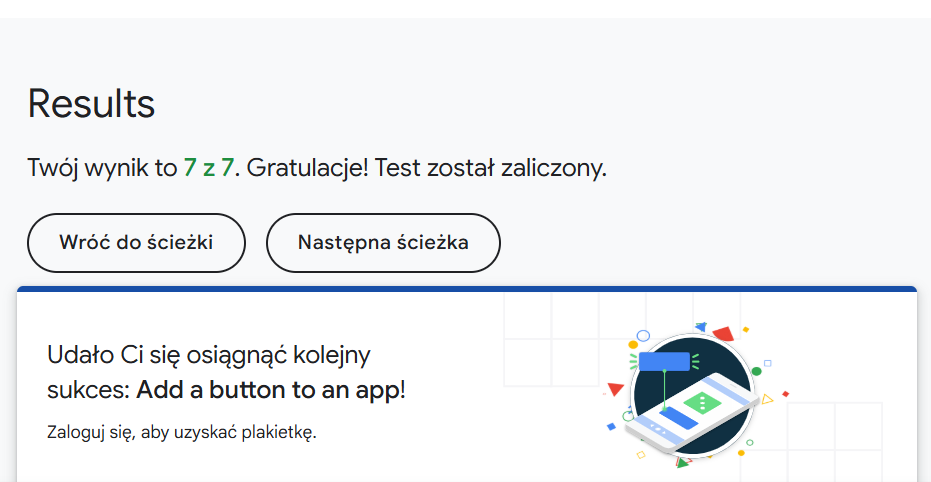 Results
Twój wynik to 7 z 7. Gratulacje! Test został zaliczony.
Wróć do ścieżki
Następna ścieżka
Udało Ci się osiągnąć kolejny
sukces: Add a button to an app!
Zaloguj się, aby uzyskać plakietkę.